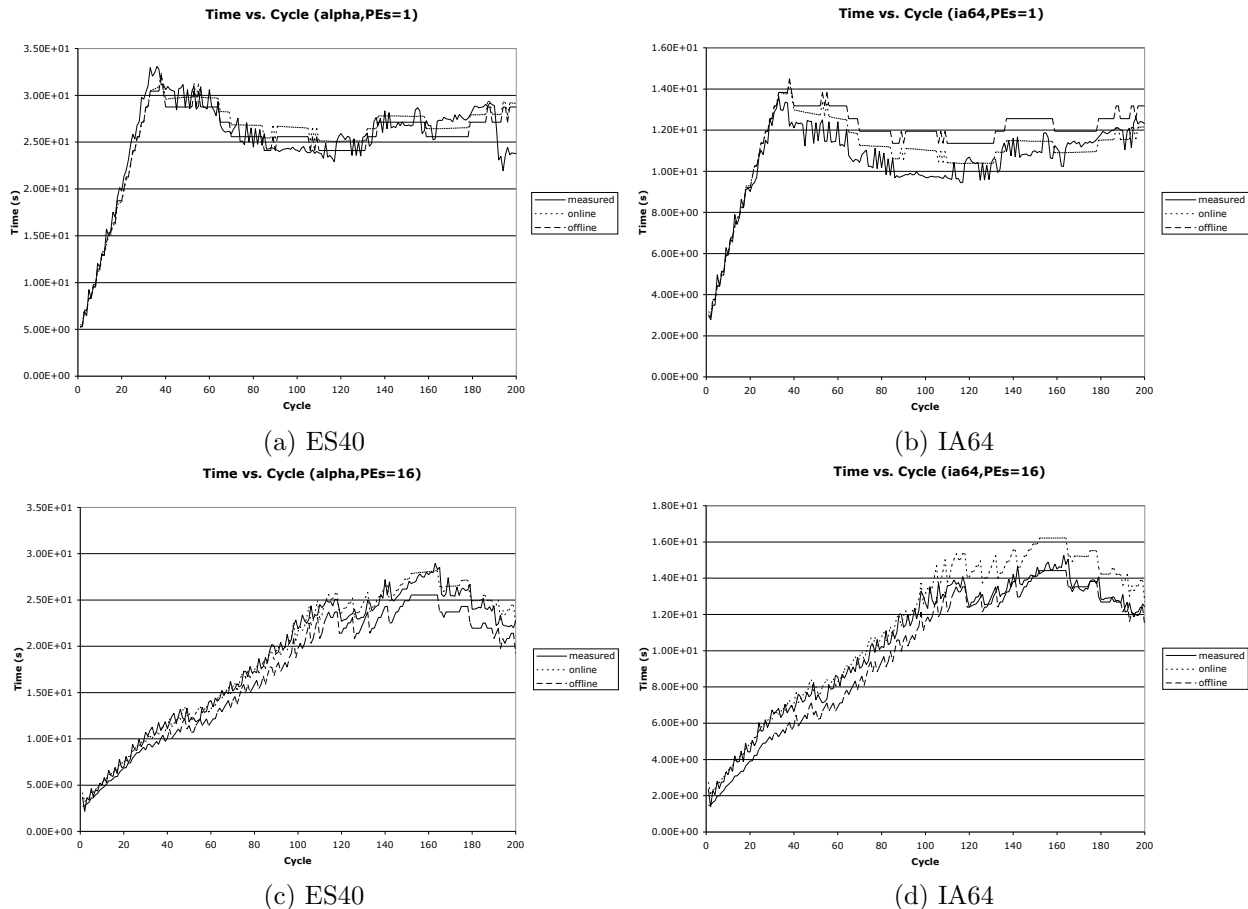 Time vs. Cycle (alpha,PEs=1)
3.50E+01
3.00E+01
2.50E+01
2.00E+01
1.50E+01
1.00E+01
5.00E+00
0.00E+00
Time (s)
0 20 40 60 80 100 120 140 160 180 200
Cycle
measured
online
offline
(a) ES40
Time vs. Cycle (ia64,PEs=1)
1.60E+01
1.40E+01
1.20E+01
1.00E+01
8.00E+00
6.00E+00
4.00E+00
2.00E+00
0.00E+00
Time (s)
0 20 40 60 80 100 120 140 160 180 200
Cycle
measured
online
offline
(b) IA64
Time vs. Cycle (alpha,PEs=16)
3.50E+01
3.00E+01
2.50E+01
2.00E+01
1.50E+01
1.00E+01
5.00E+00
0.00E+00
Time (s)
0 20 40 60 80 100 120 140 160 180 200
Cycle
measured
online
offline
(c) ES40
Time vs. Cycle (ia64,PEs=16)
1.80E+01
1.60E+01
1.40E+01
1.20E+01
1.00E+01
8.00E+00
6.00E+00
4.00E+00
2.00E+00
0.00E+00
Time (s)
0 20 40 60 80 100 120 140 160 180 200
Cycle
measured
online
offline
(d) IA64